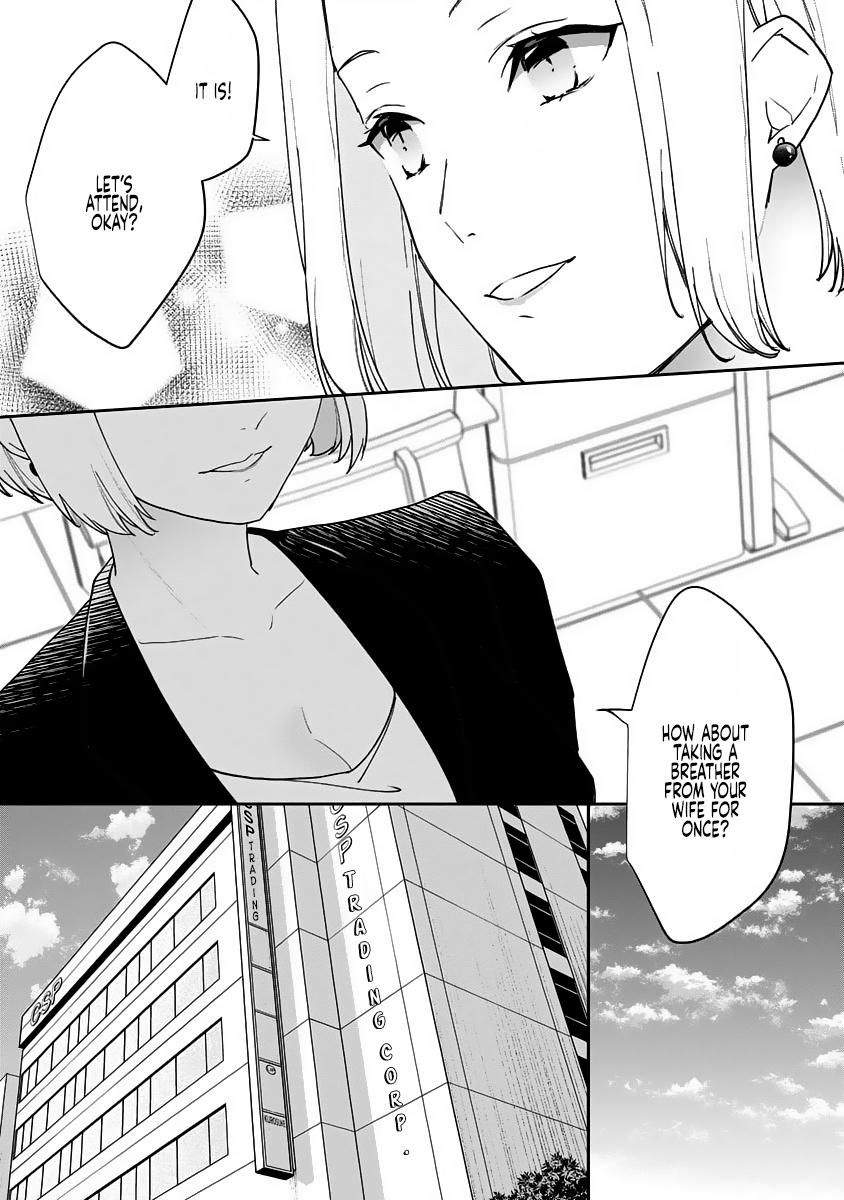 IT IS!
LET'S
ATTEND,
OKAY?
HOW ABOUT
TAKING A
BREATHER
FROM YOUR
WIFE FOR
ONCE?
CSP
CSP TRADING
CSP TRADING CORP.